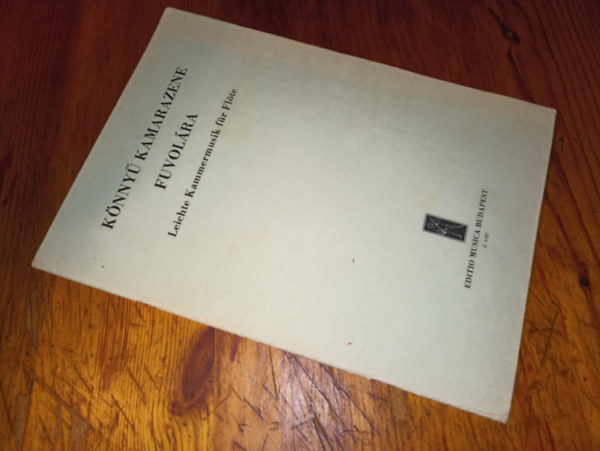 KÖNNYŰ KAMARAZENE
FUVOLÁRA
Leichte Kammermusik für Flöte
EDITIO MUSICA BUDAPEST